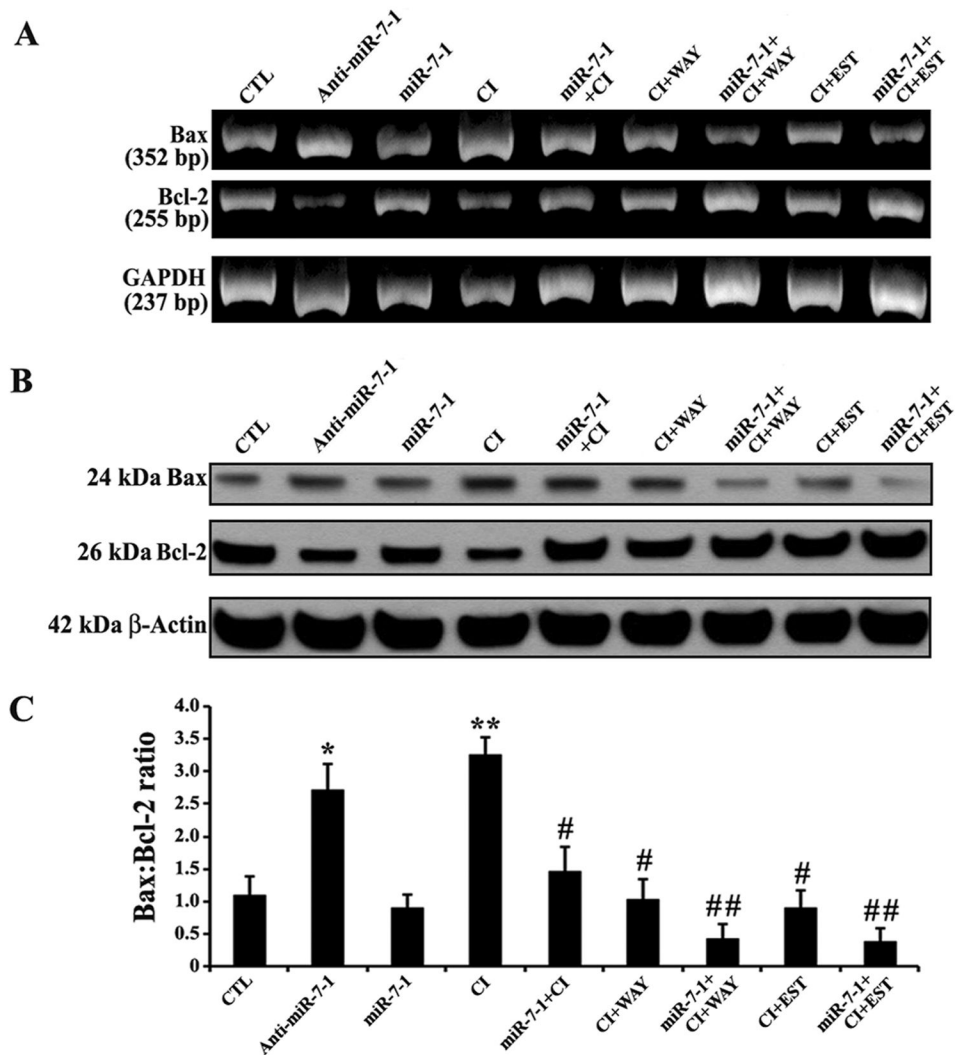 A
CTL Anti-miR-7-1 miR-7-1 CI miR-7-1 +CI CI+WAY miR-7-1+ CI+WAY CI+EST miR-7-1+ CI+EST
Bax
(352 bp)
Bcl-2
(255 bp)
GAPDH
(237 bp)
B
CTL Anti-miR-7-1 miR-7-1 CI miR-7-1 +CI CI+WAY miR-7-1+ CI+WAY CI+EST miR-7-1+ CI+EST
24 kDa Bax
26 kDa Bcl-2
42 kDa β-Actin
C
Bax:Bcl-2 ratio
4.0
3.5
3.0
2.5
2.0
1.5
1.0
0.5
0
* ** # # ## # ##
CTL Anti-miR-7-1 miR-7-1 CI miR-7-1+CI CI+WAY miR-7-1+ CI+WAY CI+EST miR-7-1+ CI+EST